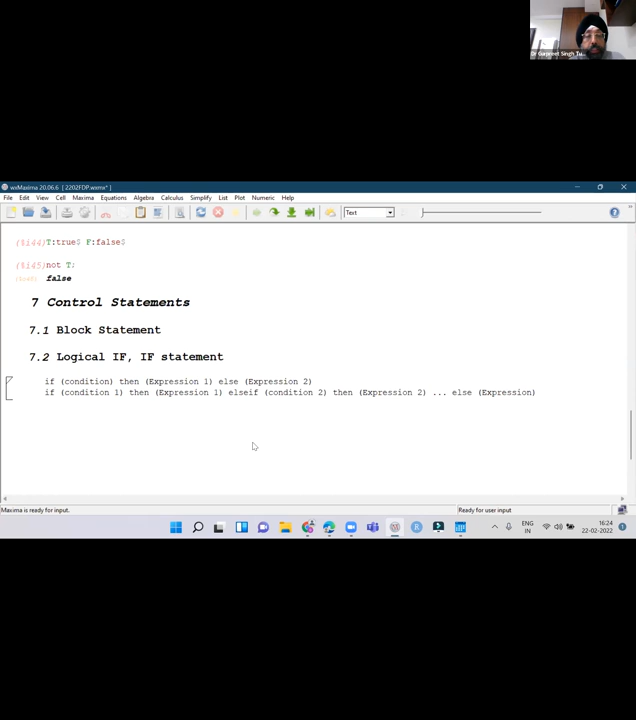 Dr Gurpreet Singh Tu...
wxMaxima 20.06.6 [ 2202FDP.wxmx* ]
File Edit View Cell Maxima Equations Algebra Calculus Simplify List Plot Numeric Help
Text
(%i44) T:true$ F:false$
(%i45) not T;
false
7 Control Statements
7.1 Block Statement
7.2 Logical IF, IF statement
if (condition) then (Expression 1) else (Expression 2)
if (condition 1) then (Expression 1) elseif (condition 2) then (Expression 2) ... else (Expression)
Maxima is ready for input.
Ready for user input
ENG
IN
16:24
22-02-2022